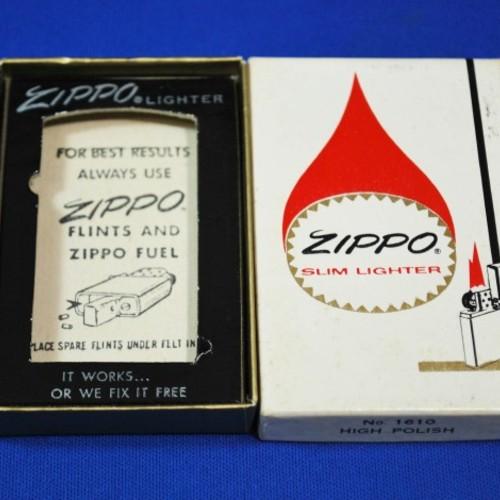 ZIPPO® LIGHTER
FOR BEST RESULTS
ALWAYS USE
ZIPPO
FLINTS AND
ZIPPO FUEL
PLACE SPARE FLINTS UNDER FELT IN
IT WORKS...
OR WE FIX IT FREE
ZIPPO®
SLIM LIGHTER
No. 1610
HIGH POLISH